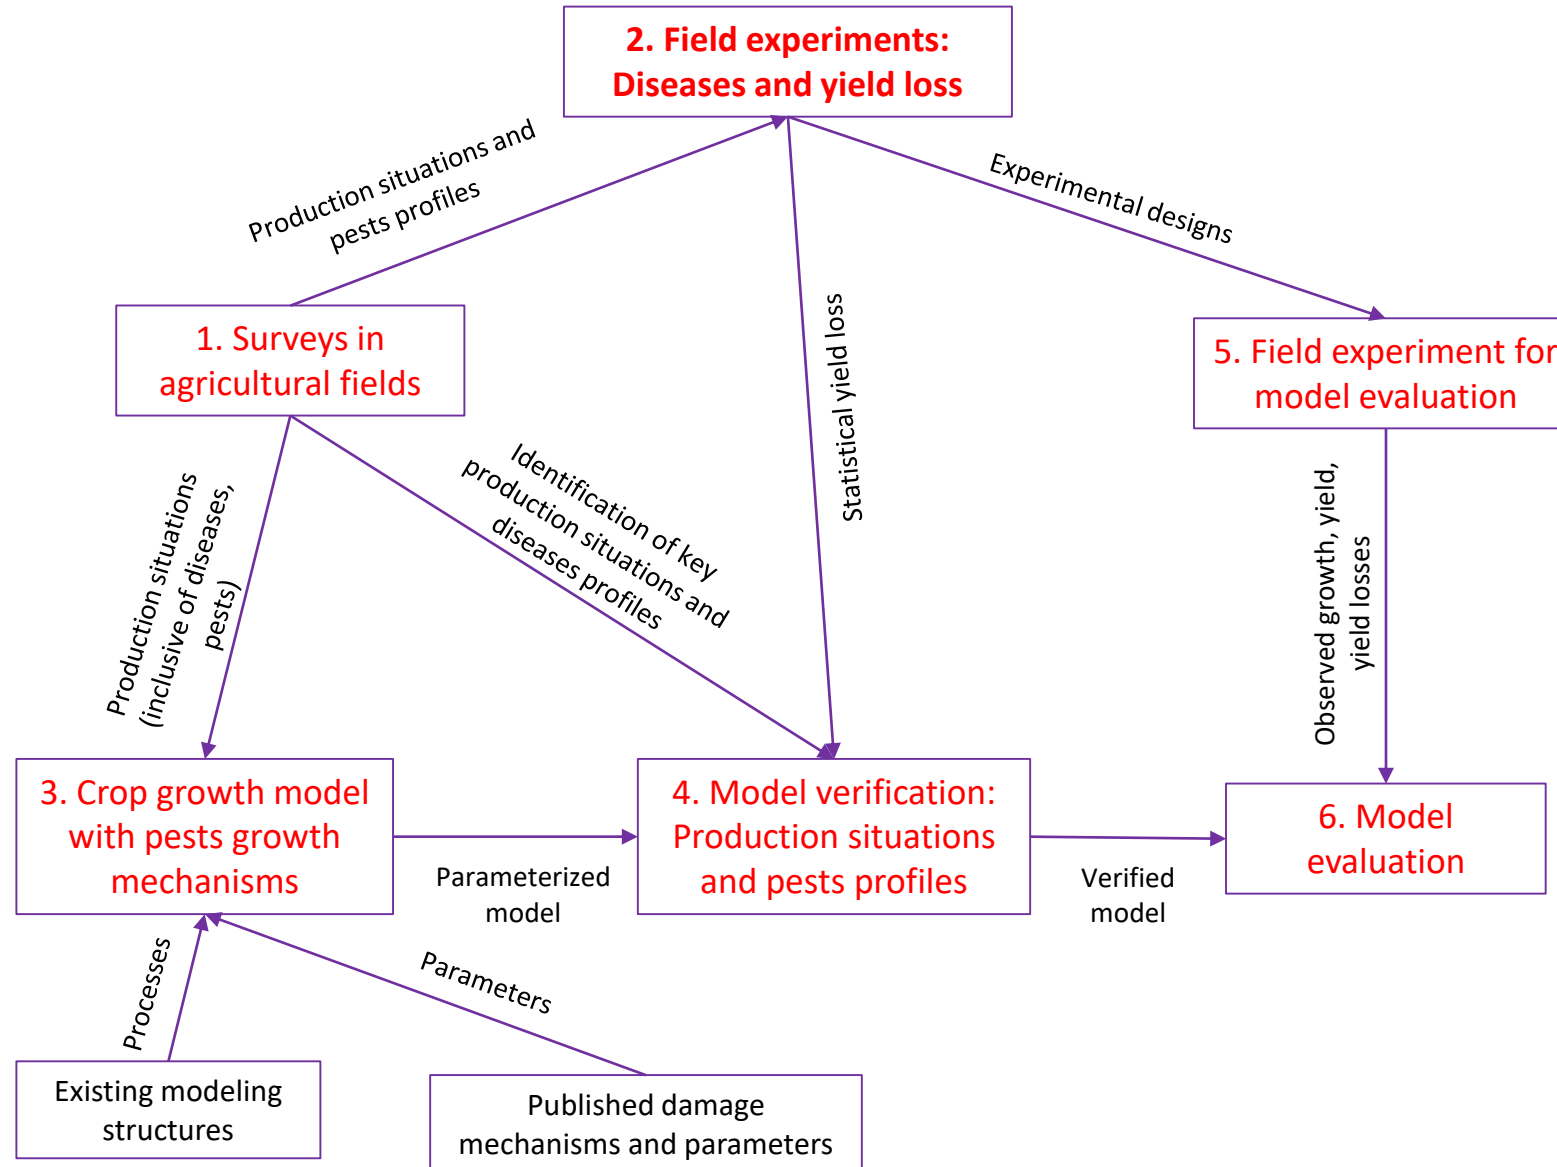 2. Field experiments:
Diseases and yield loss
Production situations and
pests profiles
Experimental designs
1. Surveys in
agricultural fields
Statistical yield loss
5. Field experiment for
model evaluation
Production situations
(inclusive of diseases,
pests)
Identification of key
production situations and
diseases profiles
Observed growth, yield,
yield losses
3. Crop growth model
with pests growth
mechanisms
Parameterized
model
4. Model verification:
Production situations
and pests profiles
Verified
model
6. Model
evaluation
Processes
Parameters
Existing modeling
structures
Published damage
mechanisms and parameters